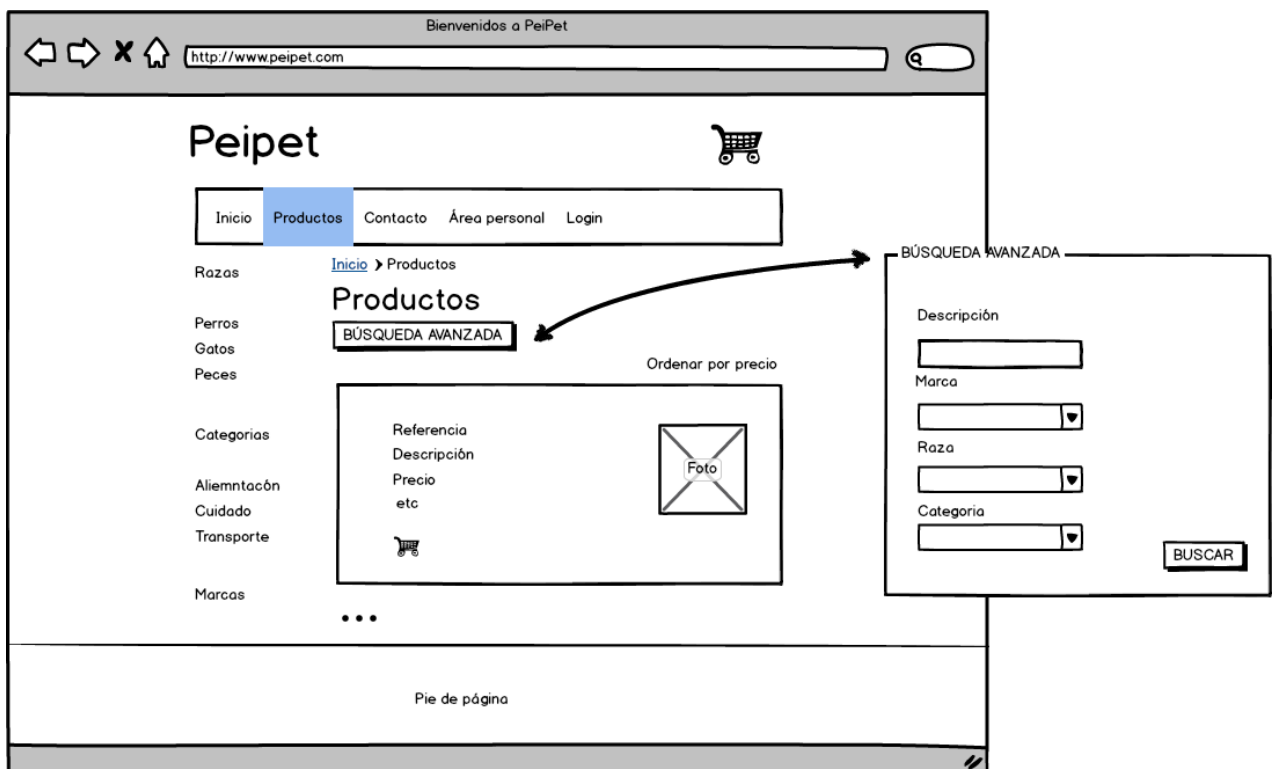 Bienvenidos a PeiPet
http://www.peipet.com
Peipet
Inicio Productos Contacto Área personal Login
Razas
Perros
Gatos
Peces
Categorias
Aliemntacón
Cuidado
Transporte
Marcas
Inicio Productos
Productos
BÚSQUEDA AVANZADA
Ordenar por precio
Referencia
Descripción
Precio
etc
Foto
...
Pie de página
BÚSQUEDA AVANZADA
Descripción
Marca
Raza
Categoria
BUSCAR